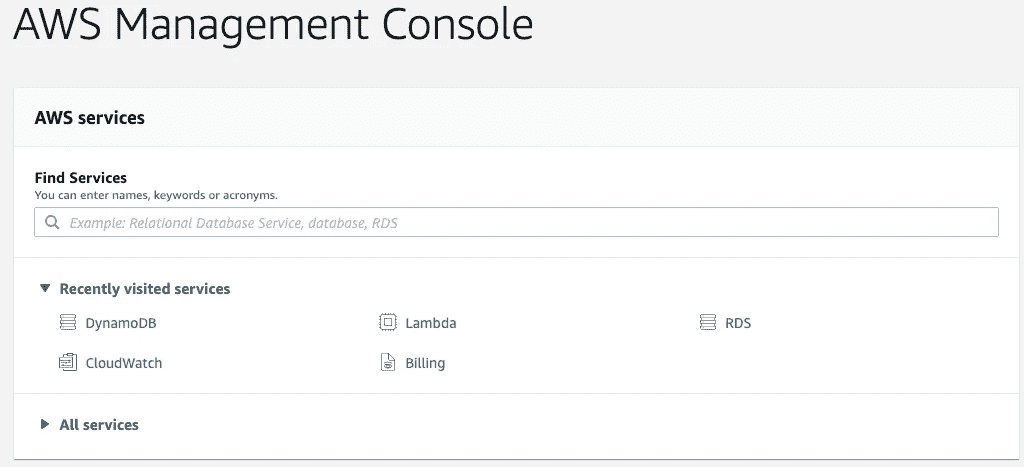 AWS Management Console
AWS services
Find Services
You can enter names, keywords or acronyms.
Example: Relational Database Service, database, RDS
Recently visited services
DynamoDB Lambda RDS
CloudWatch Billing
All services